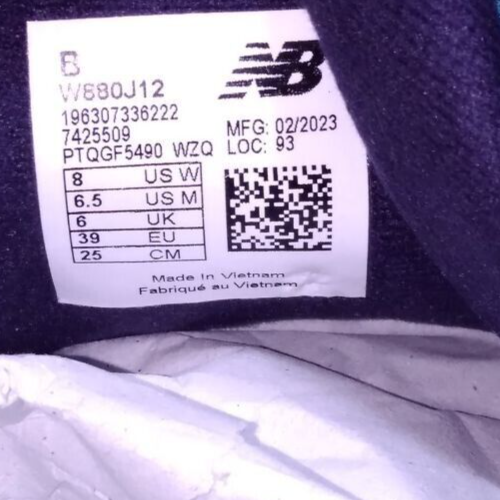 B
W880J12
196307336222
7425509
PTQGF5490 WZQ
NB
MFG: 02/2023
LOC: 93
8 US W
6.5 US M
6 UK
39 EU
25 CM
Made In Vietnam
Fabriqué au Vietnam